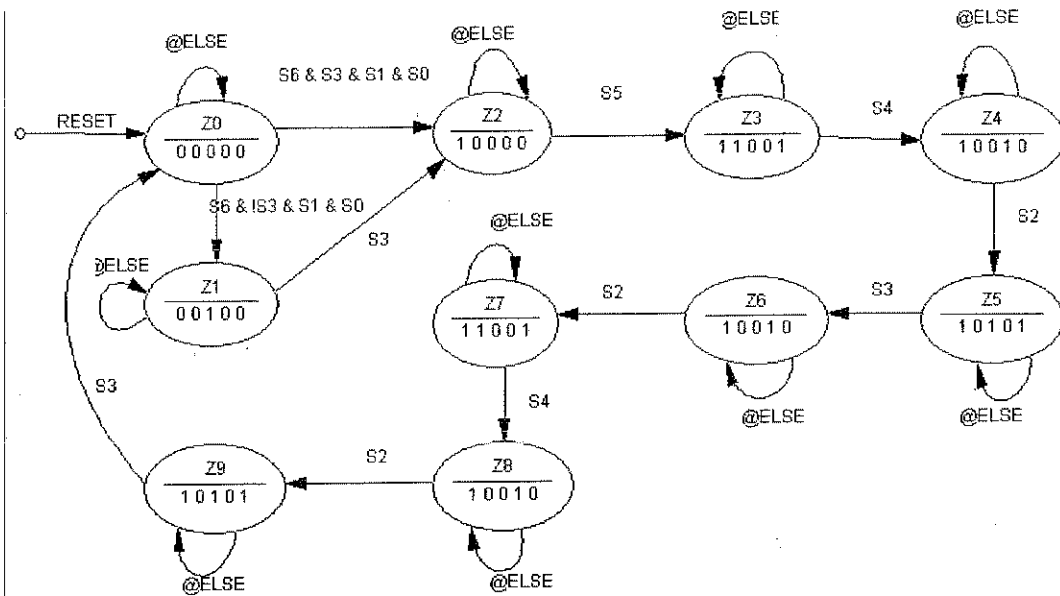 @ELSE
@ELSE
@ELSE
@ELSE
S6 & S3 & S1 & S0
S5
S4
RESET
Z0
00000
Z2
10000
Z3
11001
Z4
10010
S6 & !S3 & S1 & S0
S3
S2
@ELSE
@ELSE
Z1
00100
Z7
11001
S2
Z6
10010
S3
Z5
10101
S3
S4
@ELSE
@ELSE
Z9
10101
S2
Z8
10010
@ELSE
@ELSE